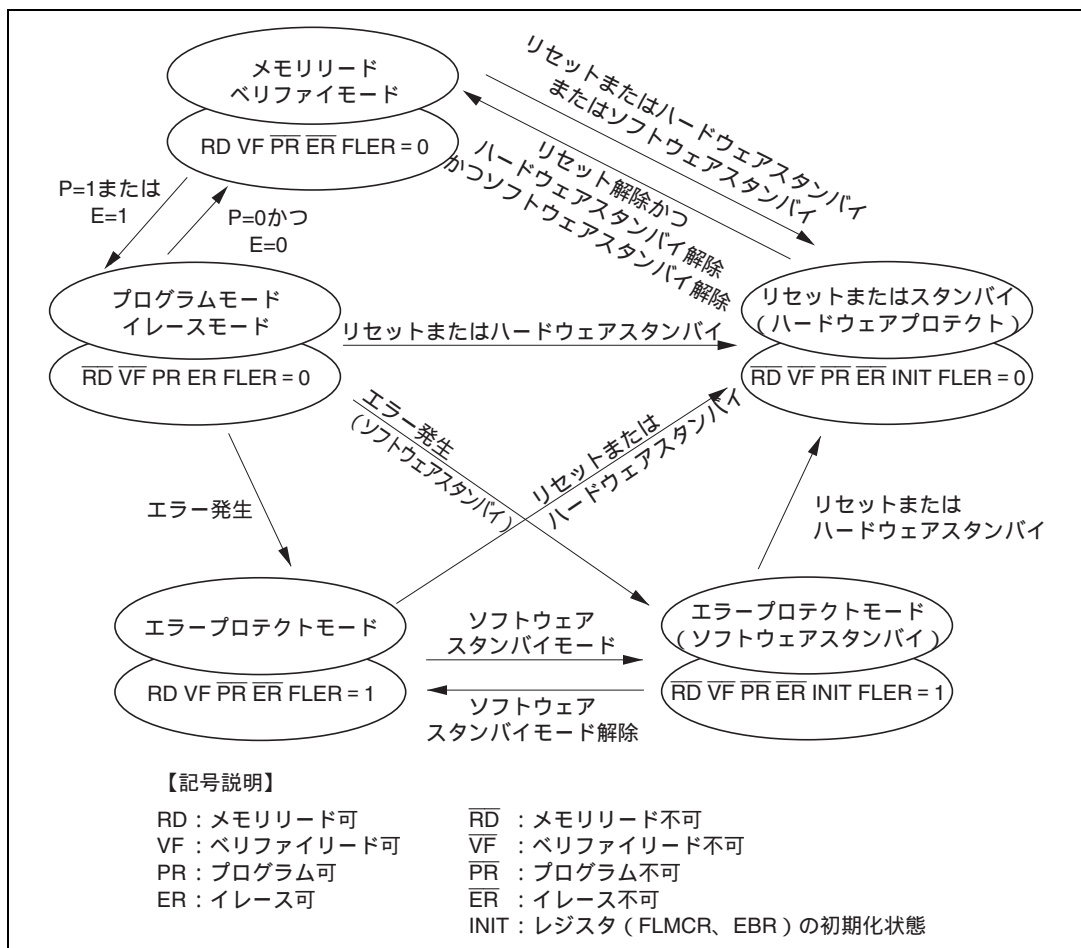 メモリリード
ベリファイモード
RD VF P̅R̅ E̅R̅ FLER = 0
リセットまたはハードウェアスタンバイ
またはソフトウェアスタンバイ
リセット解除かつ
ハードウェアスタンバイ解除
かつソフトウェアスタンバイ解除
P=1または
E=1
P=0かつ
E=0
プログラムモード
イレースモード
R̅D̅ V̅F̅ PR ER FLER = 0
リセットまたはハードウェアスタンバイ
リセットまたはスタンバイ
(ハードウェアプロテクト)
R̅D̅ V̅F̅ P̅R̅ E̅R̅ INIT FLER = 0
エラー発生
(ソフトウェアスタンバイ)
リセットまたは
ハードウェアスタンバイ
エラー発生
リセットまたは
ハードウェアスタンバイ
エラープロテクトモード
RD VF P̅R̅ E̅R̅ FLER = 1
ソフトウェア
スタンバイモード
ソフトウェア
スタンバイモード解除
エラープロテクトモード
(ソフトウェアスタンバイ)
R̅D̅ V̅F̅ P̅R̅ E̅R̅ INIT FLER = 1
【記号説明】
RD : メモリリード可
VF : ベリファイリード可
PR : プログラム可
ER : イレース可
R̅D̅ : メモリリード不可
V̅F̅ : ベリファイリード不可
P̅R̅ : プログラム不可
E̅R̅ : イレース不可
INIT : レジスタ(FLMCR、EBR)の初期化状態